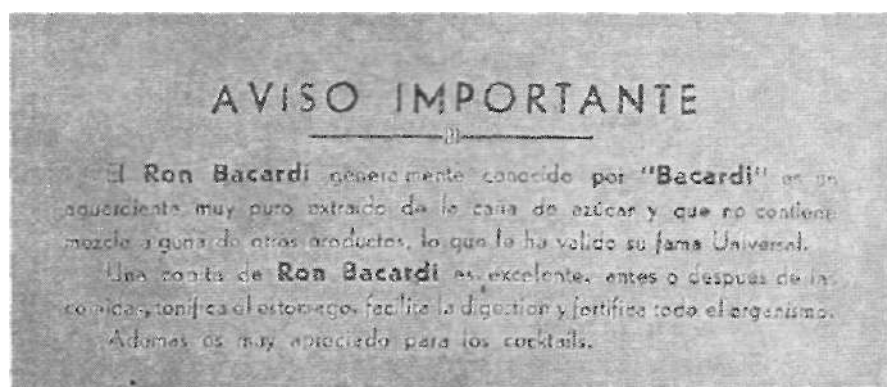 AVISO IMPORTANTE
El Ron Bacardi generalmente conocido por "Bacardi" es un
aguardiente muy puro extraido de la caña de azúcar y que no contiene
mezcla alguna de otros productos, lo que le ha valido su fama Universal.
Una copita de Ron Bacardi es excelente, antes o después de las
comidas, tonifica el estomago, facilita la digestion y fortifica todo el organismo.
Ademas es muy apreciado para los cocktails.